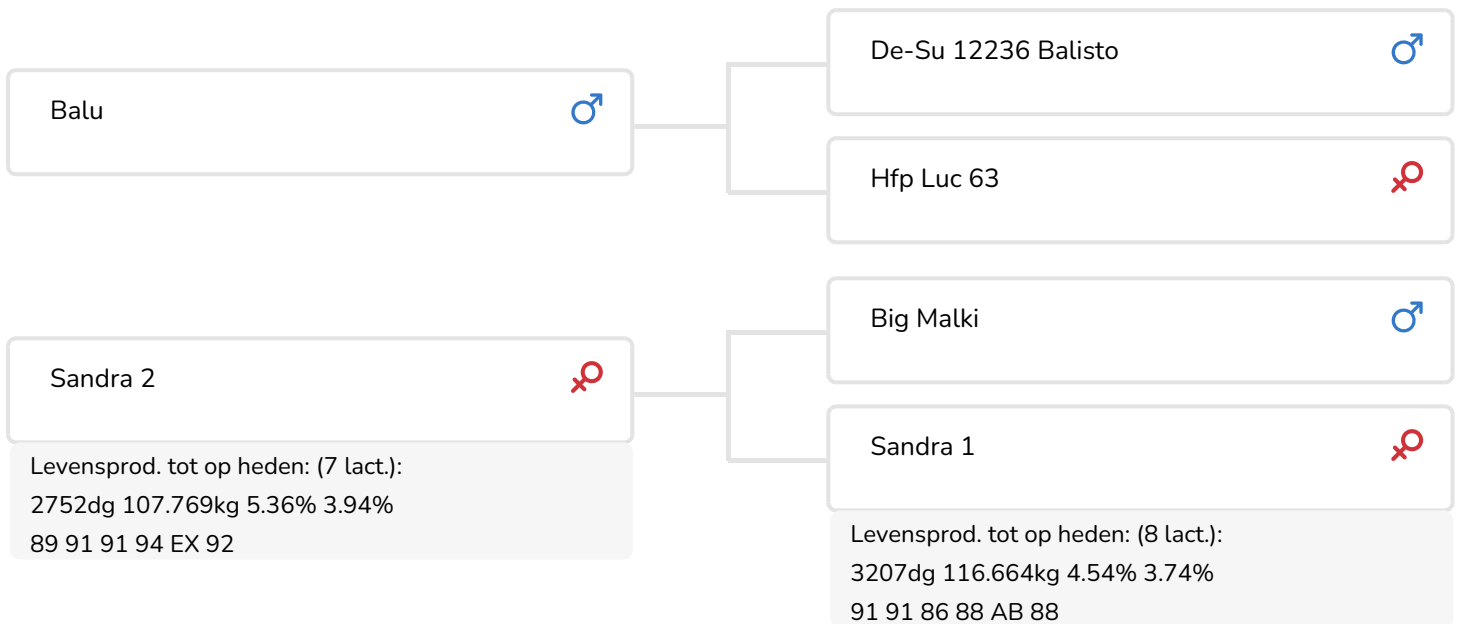 De-Su 12236 Balisto
Balu
Hfp Luc 63
Big Malki
Sandra 2
Sandra 1
Levensprod. tot op heden: (7 lact.):
2752dg 107.769kg 5.36% 3.94%
89 91 91 94 EX 92
Levensprod. tot op heden: (8 lact.):
3207dg 116.664kg 4.54% 3.74%
91 91 86 88 AB 88